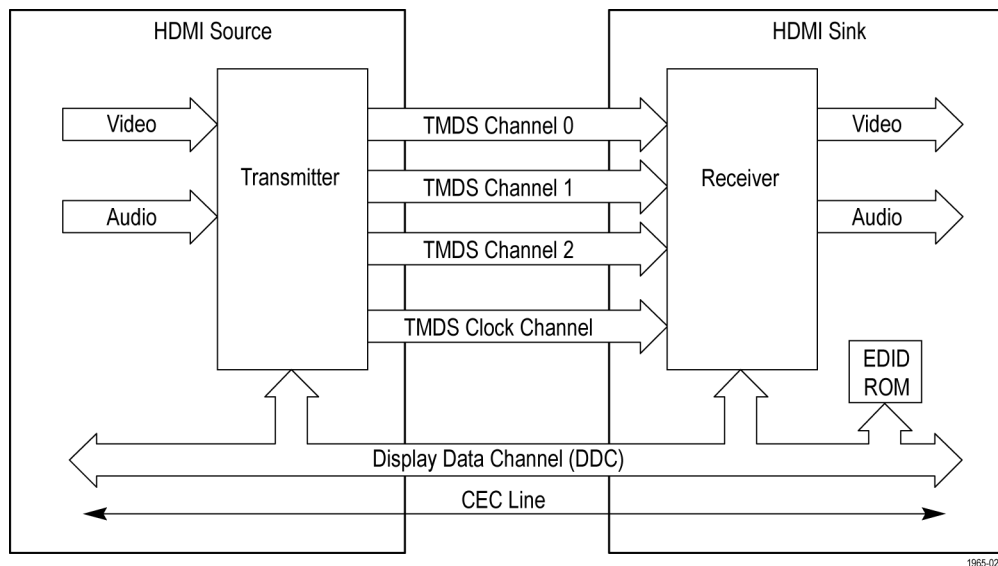 HDMI Source
HDMI Sink
Video
Audio
Transmitter
TMDS Channel 0
TMDS Channel 1
TMDS Channel 2
TMDS Clock Channel
Receiver
Video
Audio
EDID
ROM
Display Data Channel (DDC)
CEC Line
1965-02